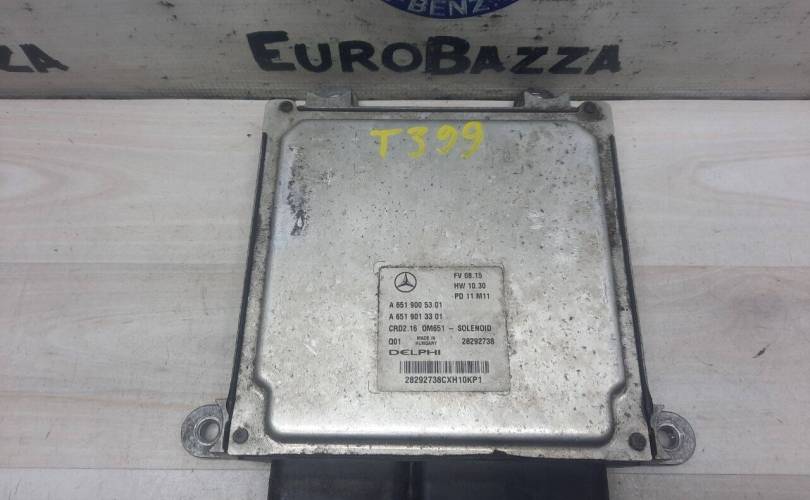 BENZ
ZZA
EUROBAZZA
T399
FV 08.15
HW 10.30
PD 11 M11
A 651 900 53 01
A 651 901 33 01
CRD2.16 OM651 - SOLENOID
Q01 MADE IN HUNGARY 28292738
DELPHI
28292738CXH10KP1